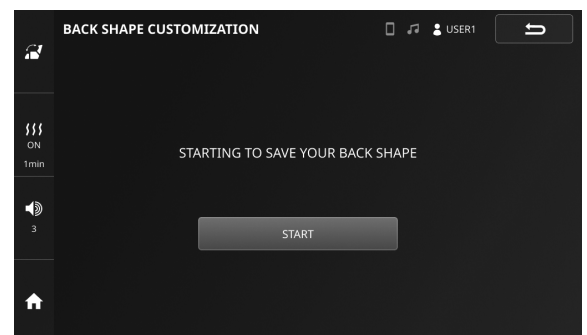 BACK SHAPE CUSTOMIZATION
USER1
ON
1min
STARTING TO SAVE YOUR BACK SHAPE
3
START